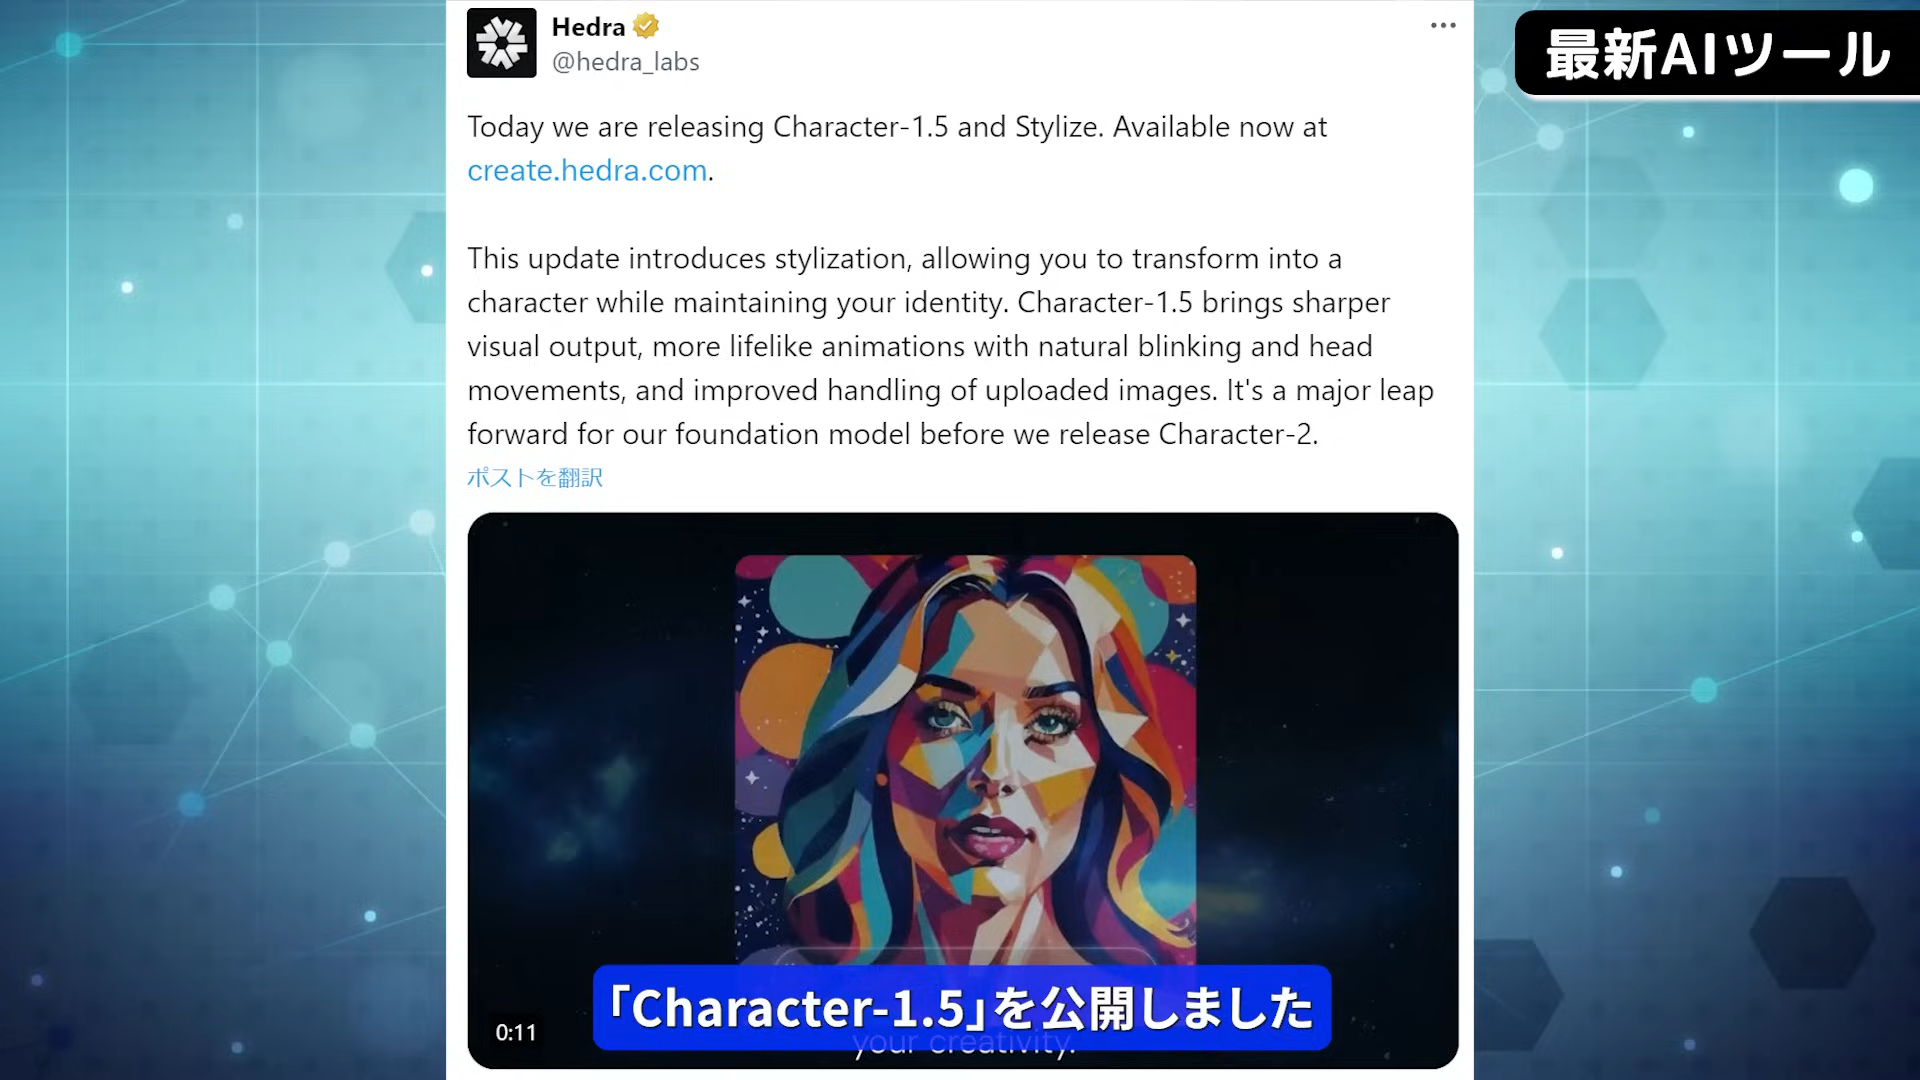 最新AIツール
Hedra
@hedra_labs
Today we are releasing Character-1.5 and Stylize. Available now at
create.hedra.com.
This update introduces stylization, allowing you to transform into a
character while maintaining your identity. Character-1.5 brings sharper
visual output, more lifelike animations with natural blinking and head
movements, and improved handling of uploaded images. It's a major leap
forward for our foundation model before we release Character-2.
ポストを翻訳
「Character-1.5」を公開しました
your creativity.
0:11